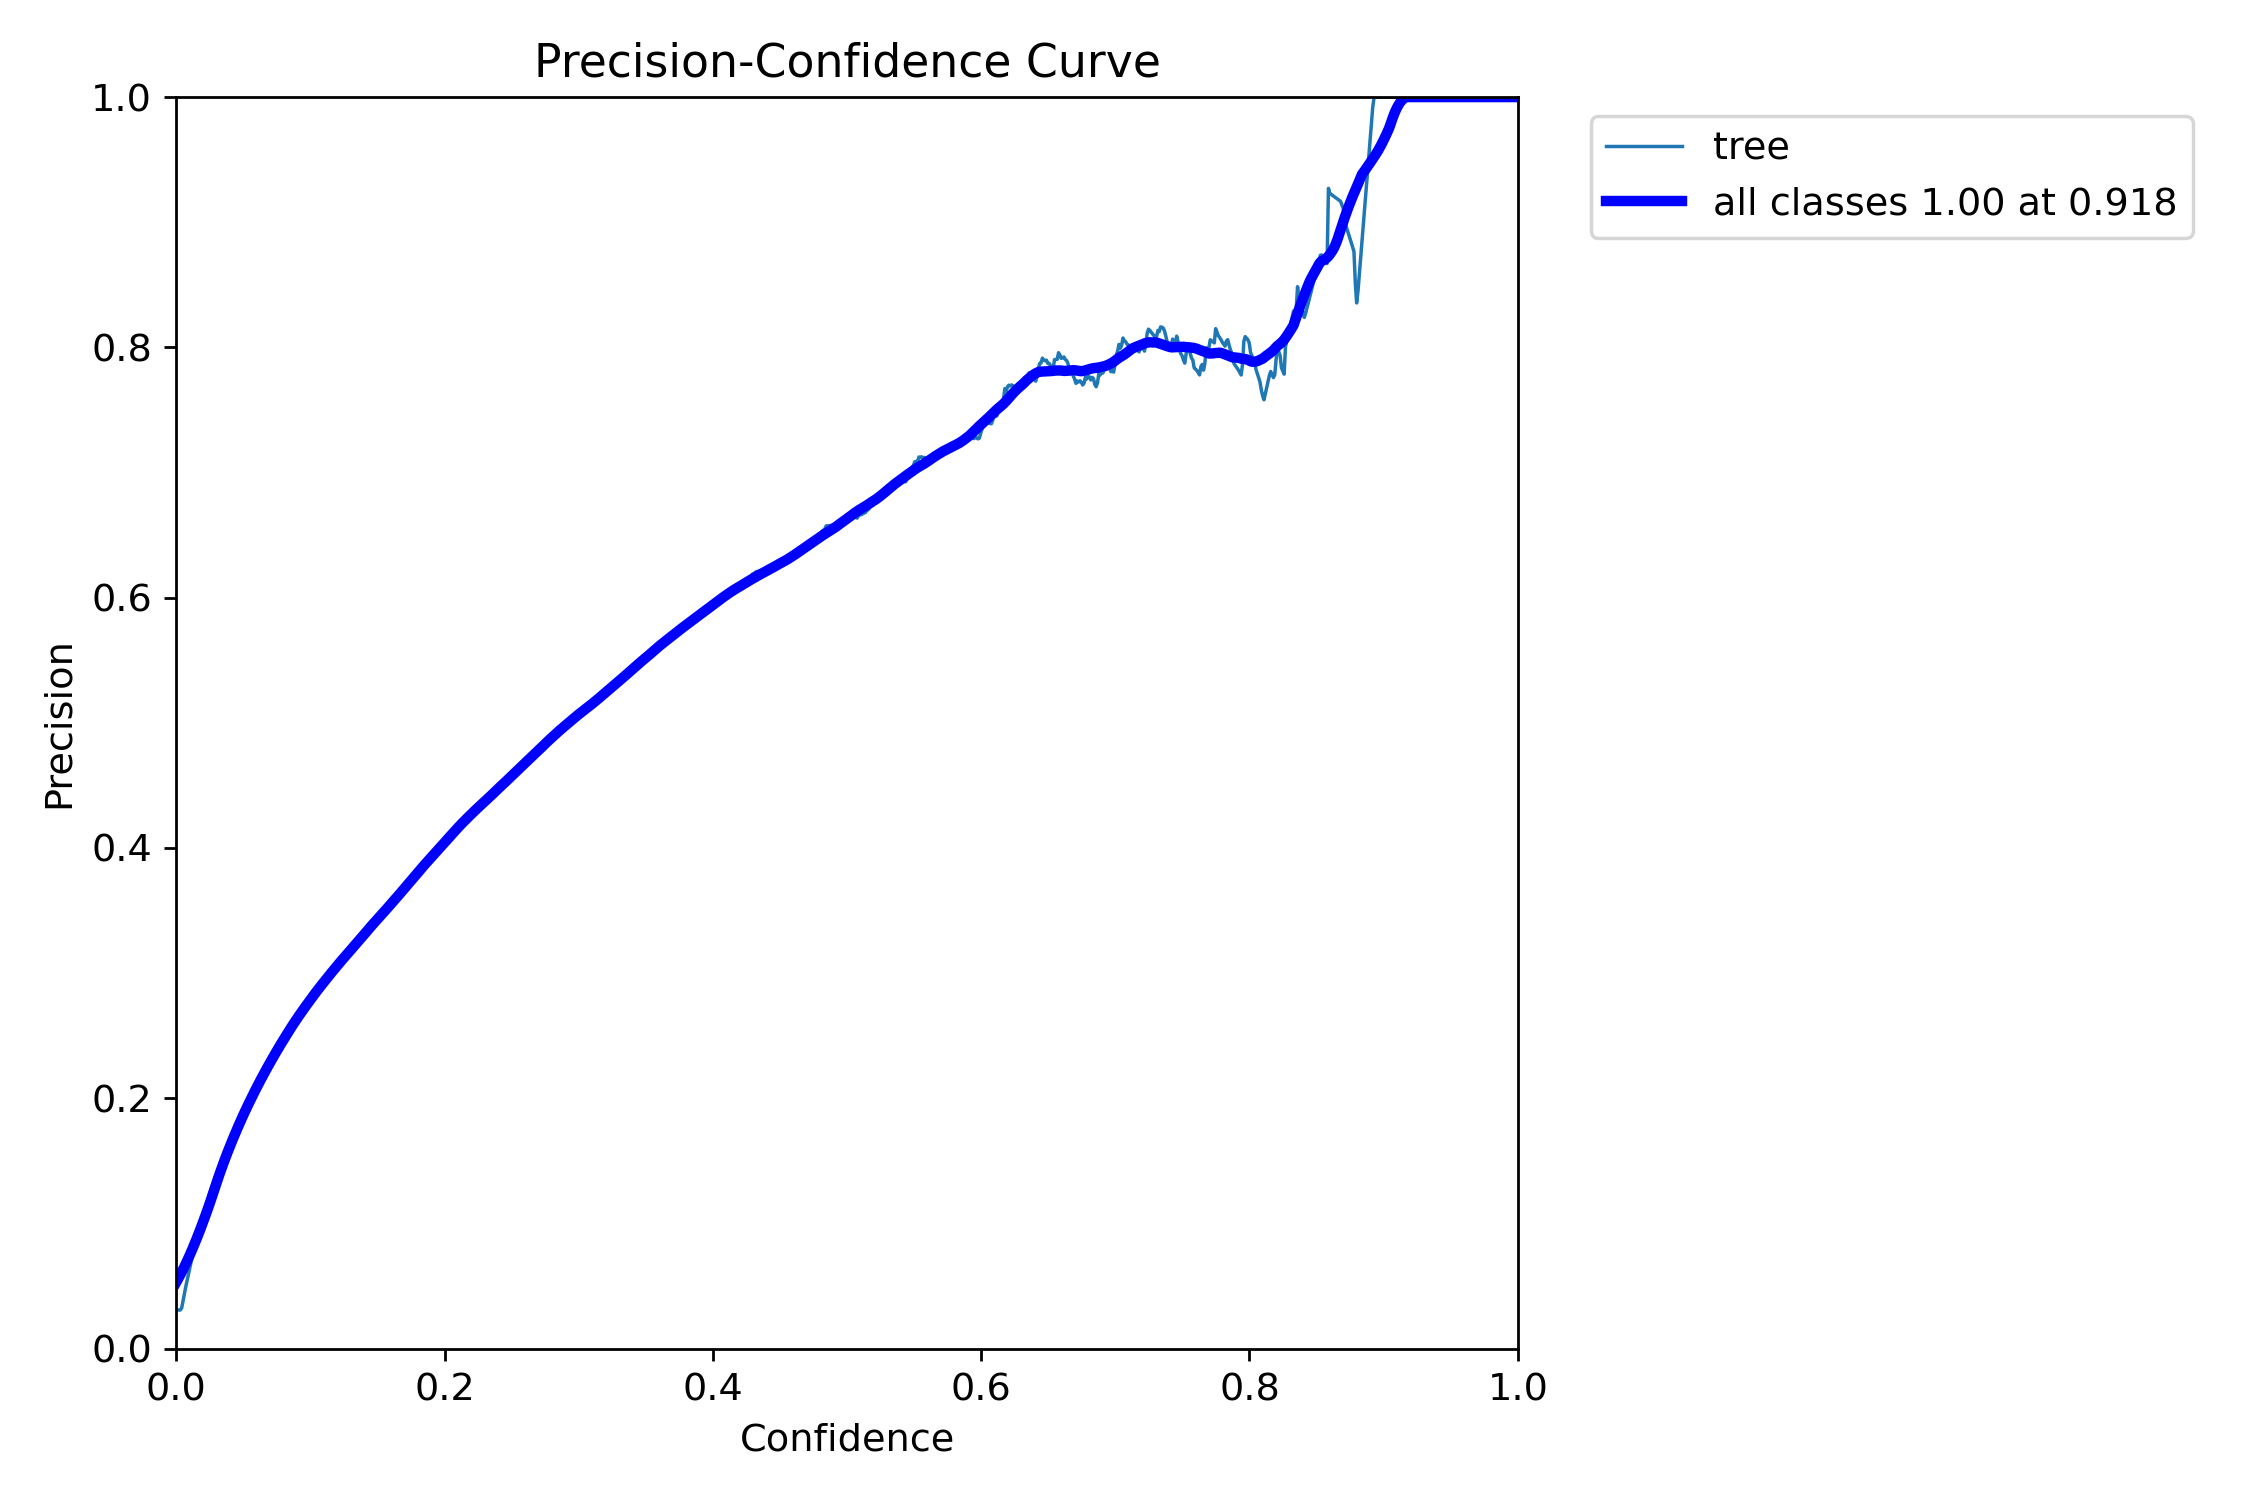 Precision-Confidence Curve
1.0
0.8
0.6
0.4
0.2
0.0
Precision
0.0 0.2 0.4 0.6 0.8 1.0
Confidence
tree
all classes 1.00 at 0.918